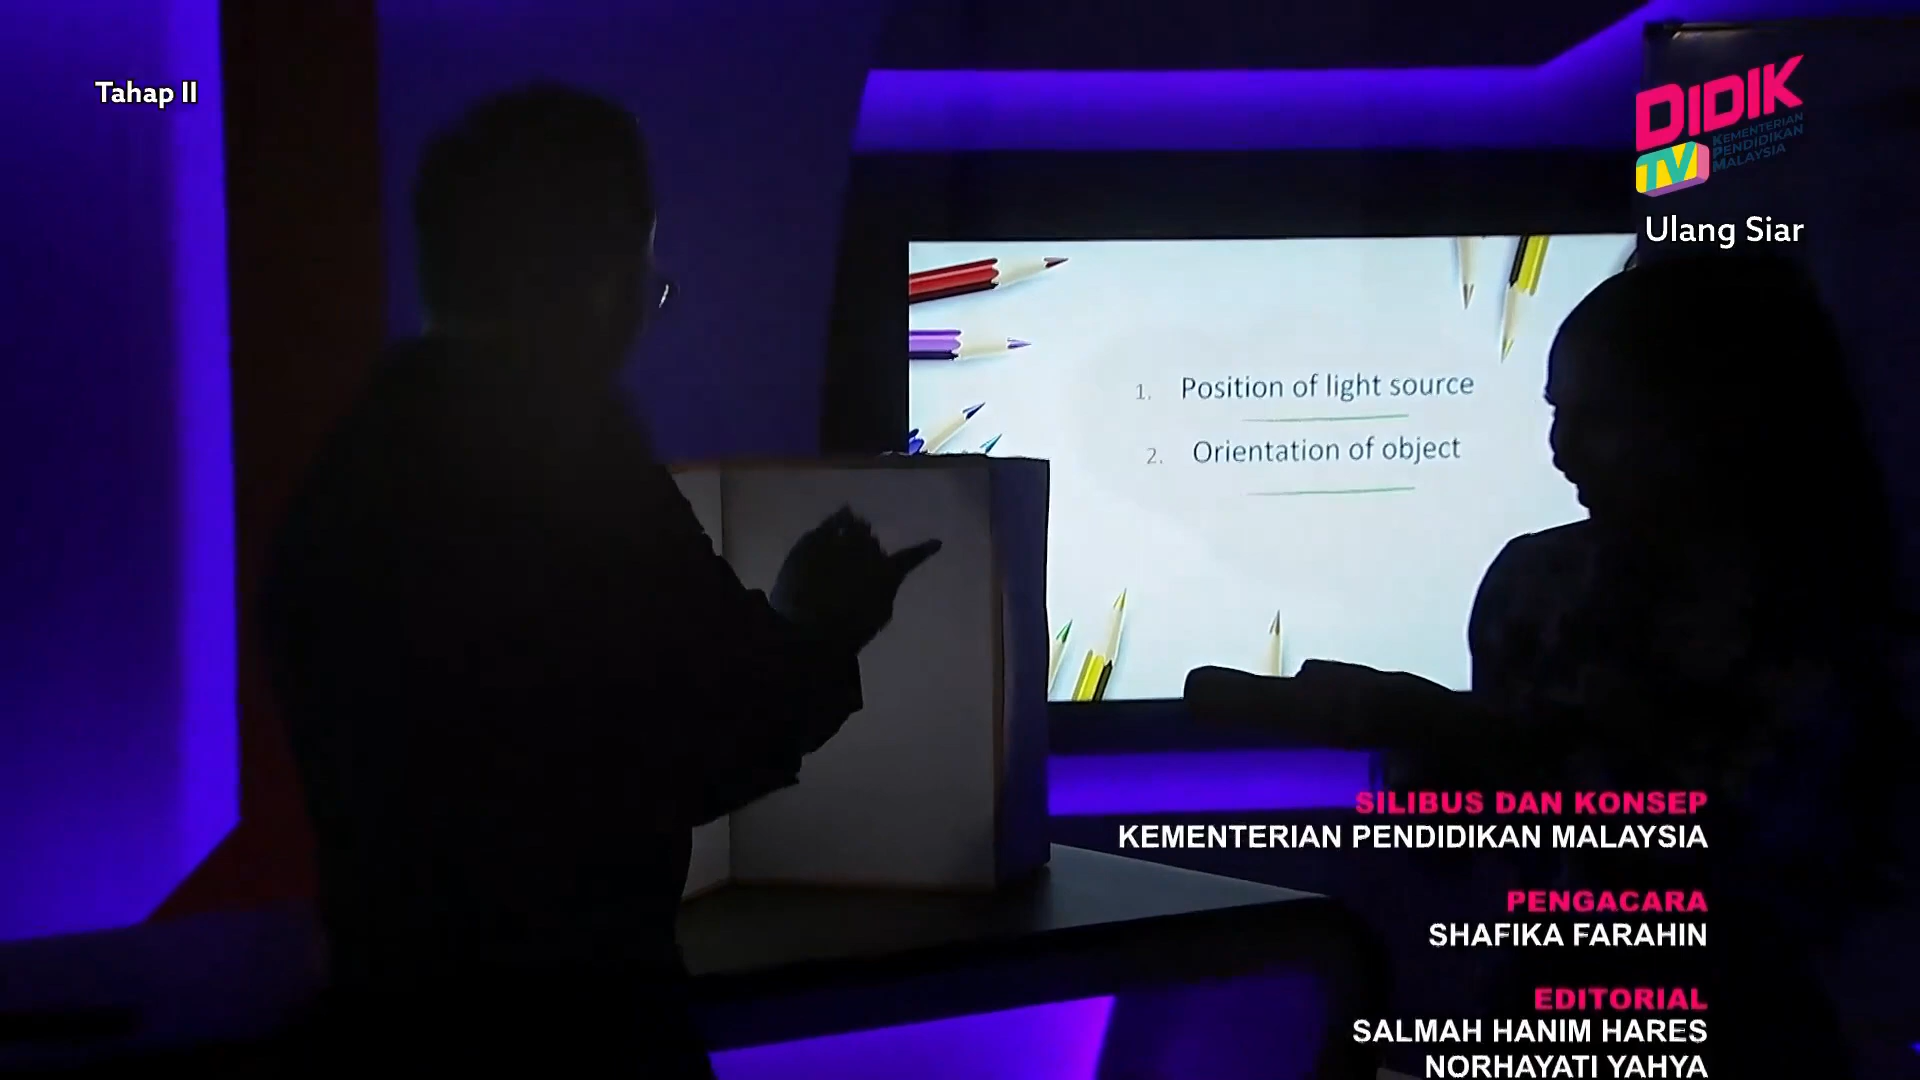 Tahap II
DIDIK
TV
KEMENTERIAN
PENDIDIKAN
MALAYSIA
Ulang Siar
1. Position of light source
2. Orientation of object
SILIBUS DAN KONSEP
KEMENTERIAN PENDIDIKAN MALAYSIA
PENGACARA
SHAFIKA FARAHIN
EDITORIAL
SALMAH HANIM HARES
NORHAYATI YAHYA